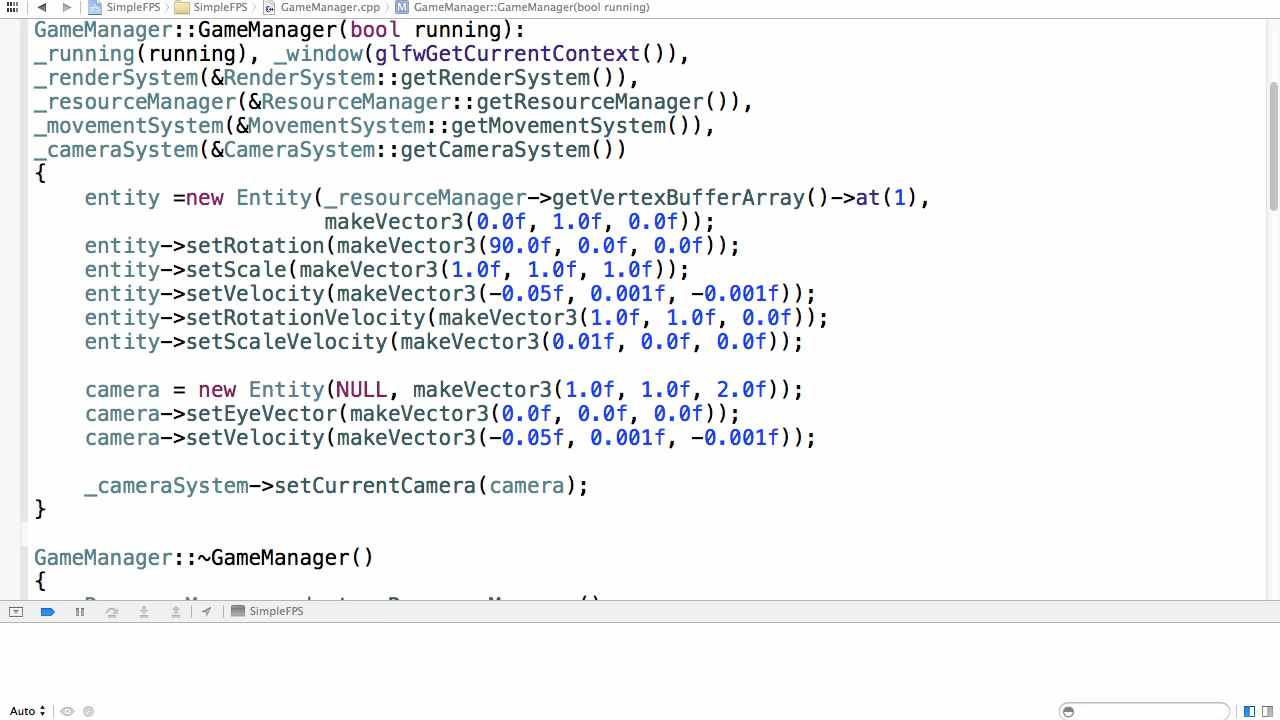 SimpleFPS SimpleFPS GameManager.cpp M GameManager::GameManager(bool running)
GameManager::GameManager(bool running):
_running(running), _window(glfwGetCurrentContext()),
_renderSystem(&RenderSystem::getRenderSystem()),
_resourceManager(&ResourceManager::getResourceManager()),
_movementSystem(&MovementSystem::getMovementSystem()),
_cameraSystem(&CameraSystem::getCameraSystem())
{
    entity =new Entity(_resourceManager->getVertexBufferArray()->at(1),
                       makeVector3(0.0f, 1.0f, 0.0f));
    entity->setRotation(makeVector3(90.0f, 0.0f, 0.0f));
    entity->setScale(makeVector3(1.0f, 1.0f, 1.0f));
    entity->setVelocity(makeVector3(-0.05f, 0.001f, -0.001f));
    entity->setRotationVelocity(makeVector3(1.0f, 1.0f, 0.0f));
    entity->setScaleVelocity(makeVector3(0.01f, 0.0f, 0.0f));
    camera = new Entity(NULL, makeVector3(1.0f, 1.0f, 2.0f));
    camera->setEyeVector(makeVector3(0.0f, 0.0f, 0.0f));
    camera->setVelocity(makeVector3(-0.05f, 0.001f, -0.001f));
    _cameraSystem->setCurrentCamera(camera);
}
GameManager::~GameManager()
{
SimpleFPS
Auto